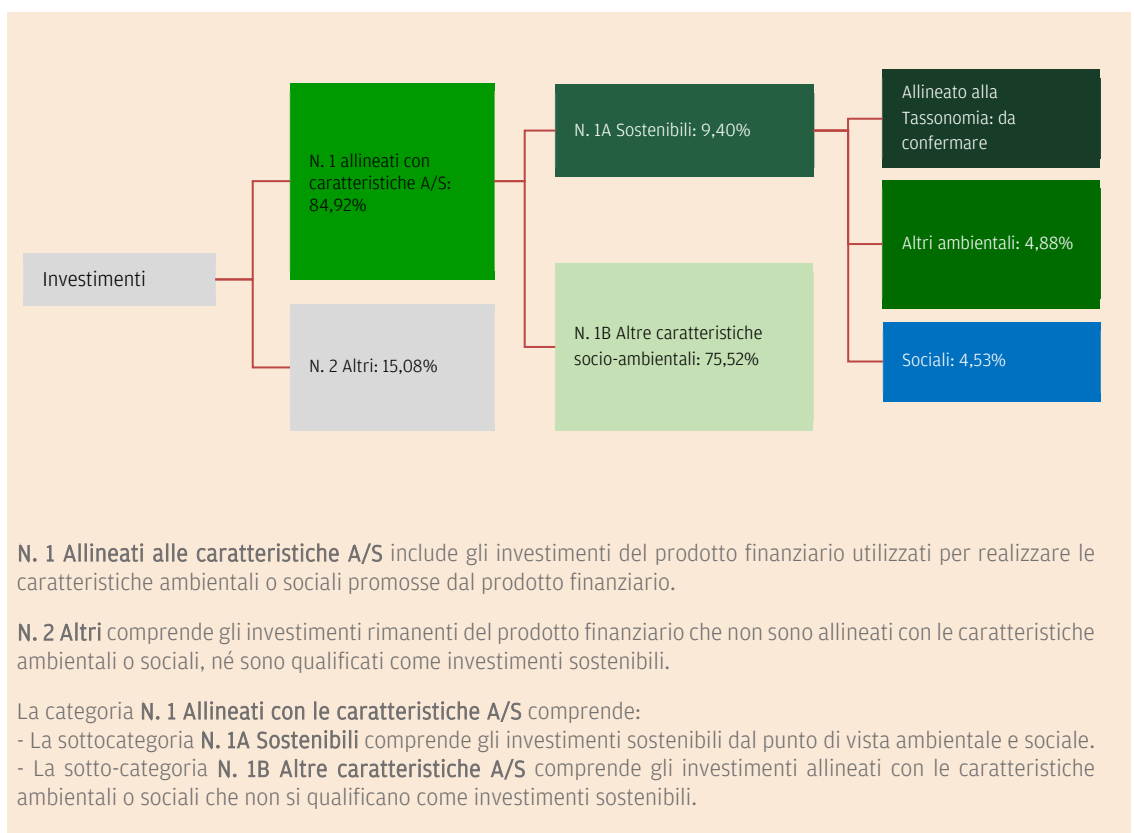 Investimenti
N. 1 allineati con
caratteristiche A/S:
84,92%
N. 2 Altri: 15,08%
N. 1A Sostenibili: 9,40%
N. 1B Altre caratteristiche
socio-ambientali: 75,52%
Allineato alla
Tassonomia: da
confermare
Altri ambientali: 4,88%
Sociali: 4,53%
N. 1 Allineati alle caratteristiche A/S include gli investimenti del prodotto finanziario utilizzati per realizzare le
caratteristiche ambientali o sociali promosse dal prodotto finanziario.
N. 2 Altri comprende gli investimenti rimanenti del prodotto finanziario che non sono allineati con le caratteristiche
ambientali o sociali, né sono qualificati come investimenti sostenibili.
La categoria N. 1 Allineati con le caratteristiche A/S comprende:
- La sottocategoria N. 1A Sostenibili comprende gli investimenti sostenibili dal punto di vista ambientale e sociale.
- La sotto-categoria N. 1B Altre caratteristiche A/S comprende gli investimenti allineati con le caratteristiche
ambientali o sociali che non si qualificano come investimenti sostenibili.